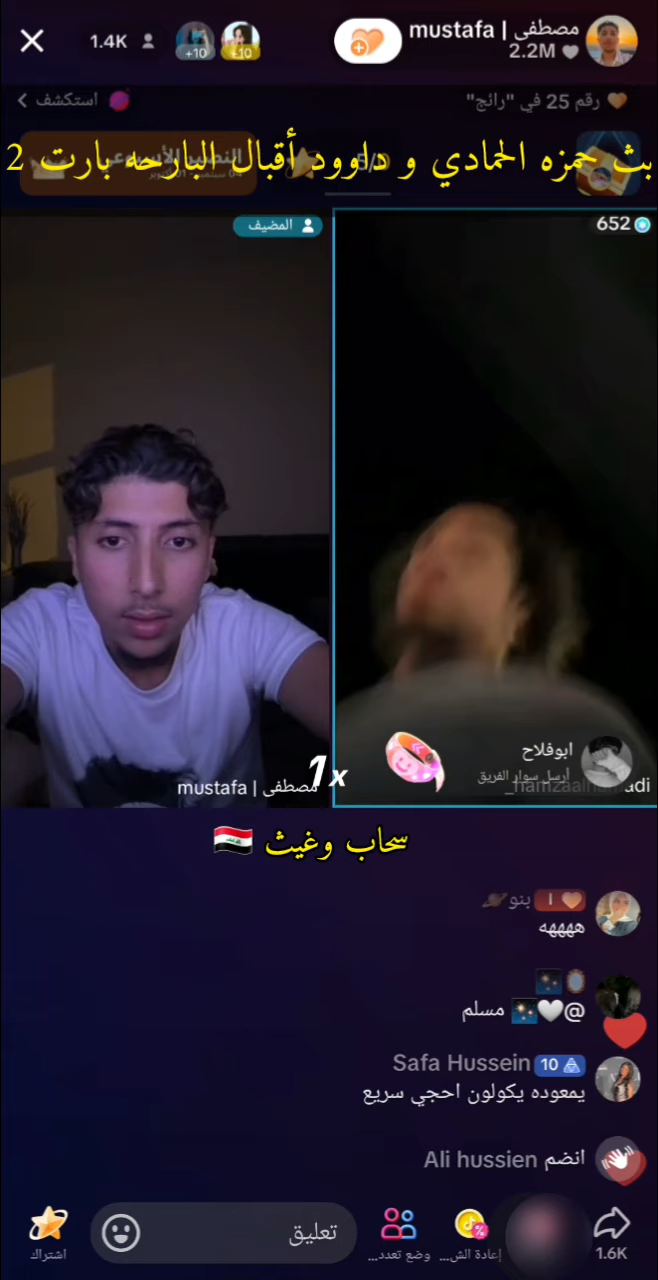 مصطفى | mustafa
2.2M
1.4K
+10
+10
رقم 25 في "رائج"
استكشف
بث حمزه الحمادي و داوود أقبال البارحه بارت 2
المضيف
652
ابوفلاح
أرسل سوار الفريق
مصطفى | mustafa
1x
سحاب وغيث 🇮🇶
بنو🪐
I
ههههه
@🤍🎇 مسلم
Safa Hussein
10
يمعوده يكولون احجي سريع
Ali hussien انضم
اشتراك
تعليق
وضع تعدد...
إعادة الش...
1.6K